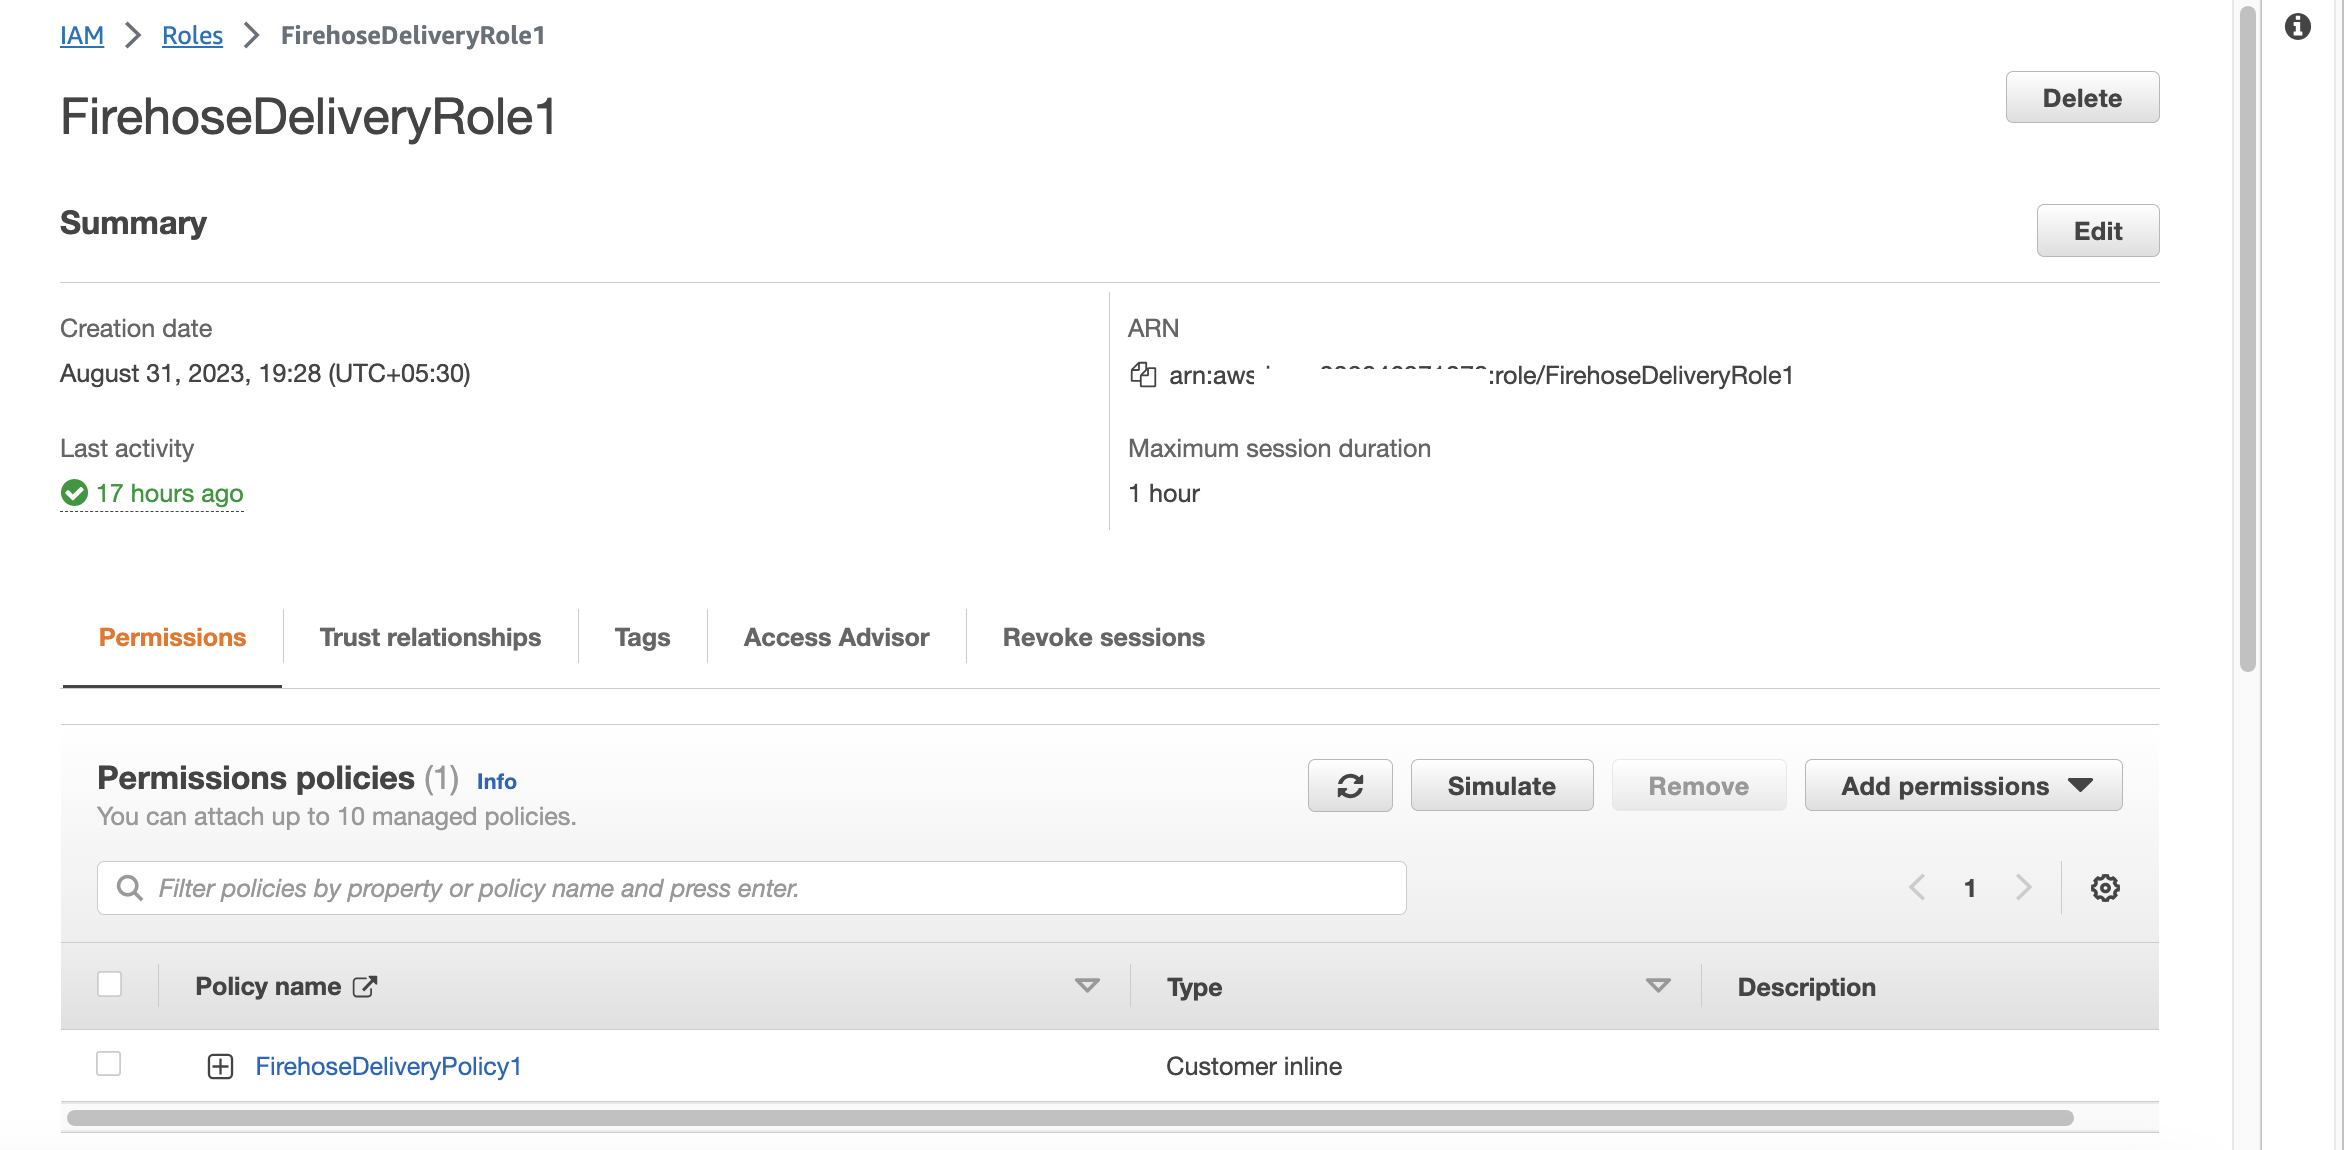 IAM > Roles > FirehoseDeliveryRole1
FirehoseDeliveryRole1
Delete
Summary
Edit
Creation date
August 31, 2023, 19:28 (UTC+05:30)
Last activity
17 hours ago
ARN
arn:aws :role/FirehoseDeliveryRole1
Maximum session duration
1 hour
Permissions
Trust relationships
Tags
Access Advisor
Revoke sessions
Permissions policies (1) Info
You can attach up to 10 managed policies.
Simulate
Remove
Add permissions
Filter policies by property or policy name and press enter.
1
Policy name
Type
Description
FirehoseDeliveryPolicy1
Customer inline